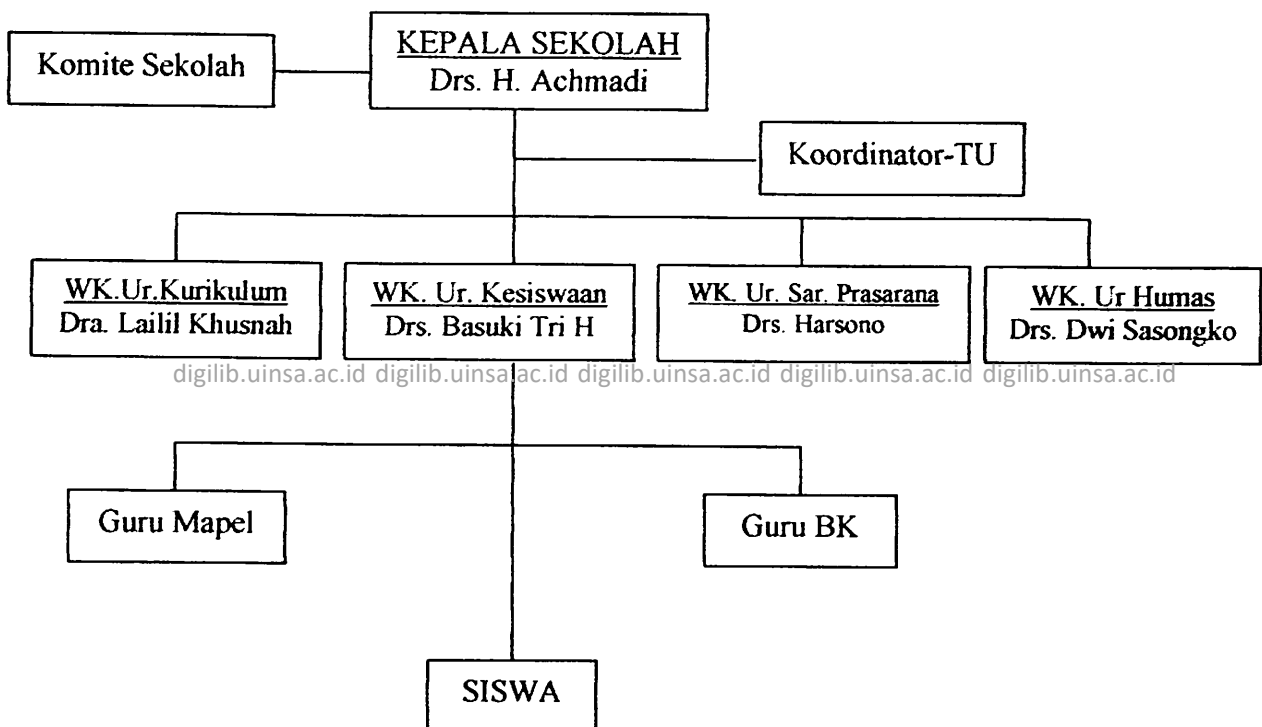 KEPALA SEKOLAH
Drs. H. Achmadi
Komite Sekolah
Koordinator-TU
WK.Ur.Kurikulum
Dra. Lailil Khusnah
WK. Ur. Kesiswaan
Drs. Basuki Tri H
WK. Ur. Sar. Prasarana
Drs. Harsono
WK. Ur Humas
Drs. Dwi Sasongko
digilib.uinsa.ac.id digilib.uinsa.ac.id digilib.uinsa.ac.id digilib.uinsa.ac.id digilib.uinsa.ac.id
Guru Mapel
Guru BK
SISWA